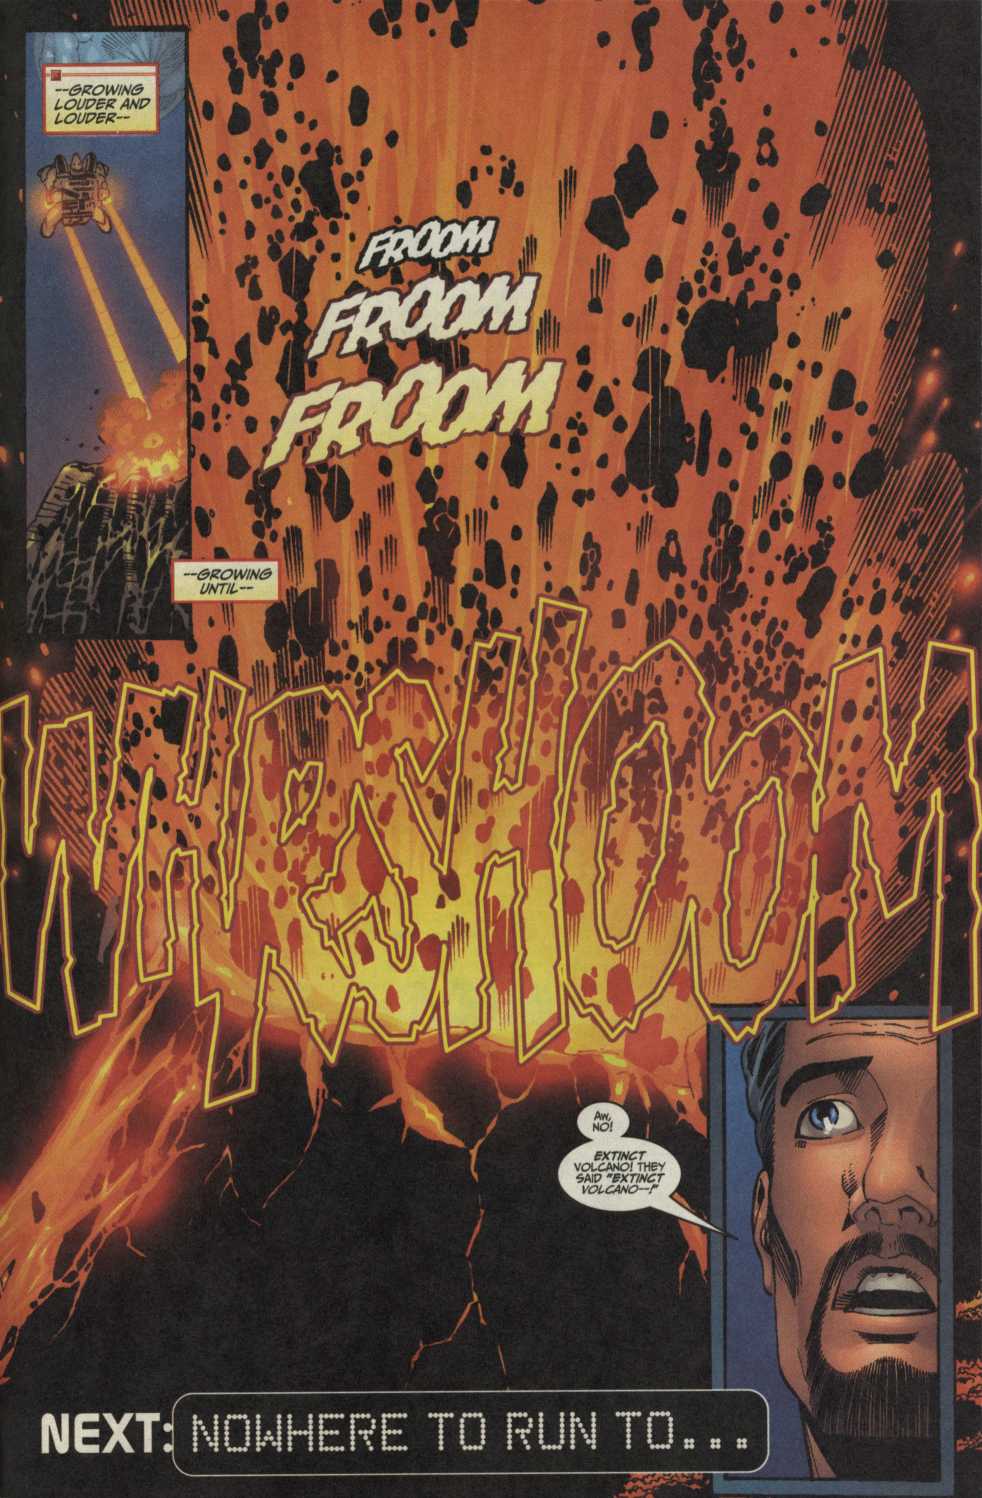 --GROWING
LOUDER AND
LOUDER--
FROOM
FROOM
FROOM
--GROWING
UNTIL--
WHRASHOOM
AW,
NO!
EXTINCT
VOLCANO! THEY
SAID "EXTINCT
VOLCANO--!"
NEXT: NOWHERE TO RUN TO...